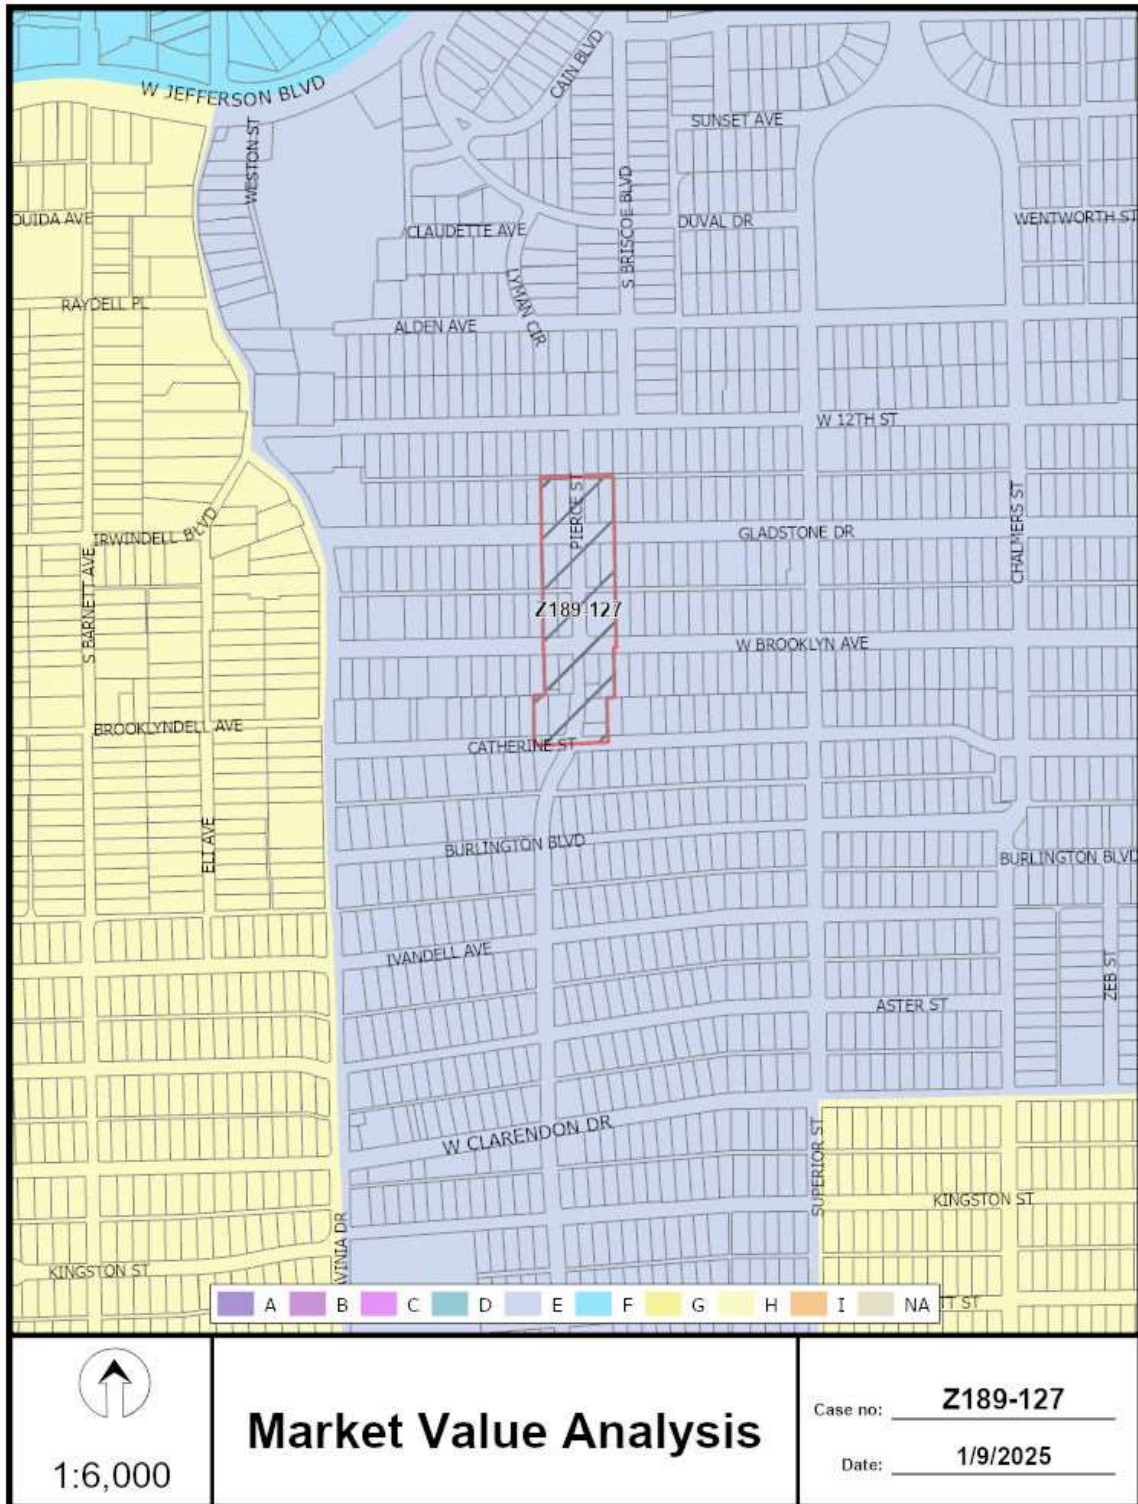 W JEFFERSON BLVD
CAIN BLVD
WESTON ST
SUNSET AVE
OUIDA AVE
CLAUDETTE AVE
S BRISCOE BLVD
DUVAL DR
WENTWORTH ST
RAYDELL PL
LYMAN CIR
ALDEN AVE
W 12TH ST
PIERCE ST
IRWINDELL BLVD
GLADSTONE DR
CHALMERS ST
S BARNETT AVE
Z189-127
W BROOKLYN AVE
BROOKLYNDELL AVE
CATHERINE ST
ELI AVE
BURLINGTON BLVD
BURLINGTON BLVD
IVANDELL AVE
ZEB ST
ASTER ST
W CLARENDON DR
SUPERIOR ST
KINGSTON ST
AVINIA DR
KINGSTON ST
A B C D E F G H I NA
TT ST
1:6,000
Market Value Analysis
Case no: Z189-127
Date: 1/9/2025